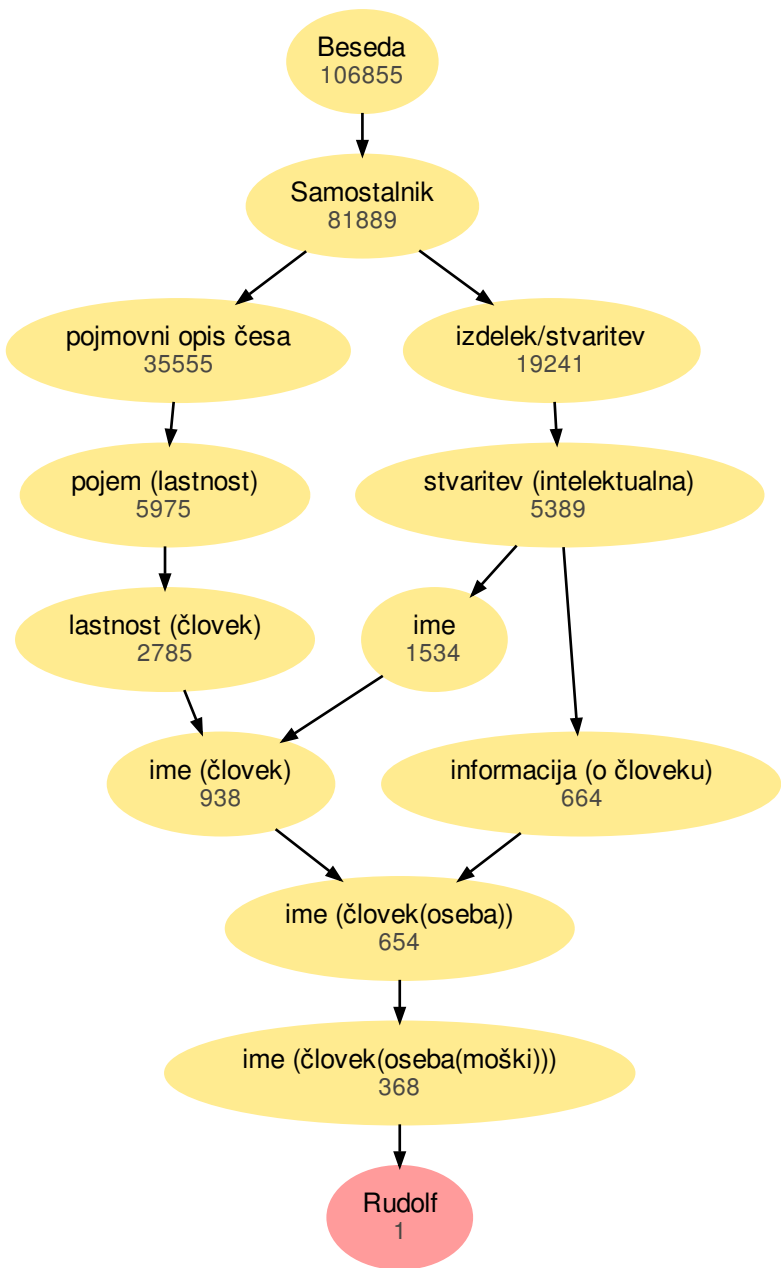 Beseda
106855
Samostalnik
81889
pojmovni opis česa
35555
izdelek/stvaritev
19241
pojem (lastnost)
5975
stvaritev (intelektualna)
5389
lastnost (človek)
2785
ime
1534
ime (človek)
938
informacija (o človeku)
664
ime (človek(oseba))
654
ime (človek(oseba(moški)))
368
Rudolf
1